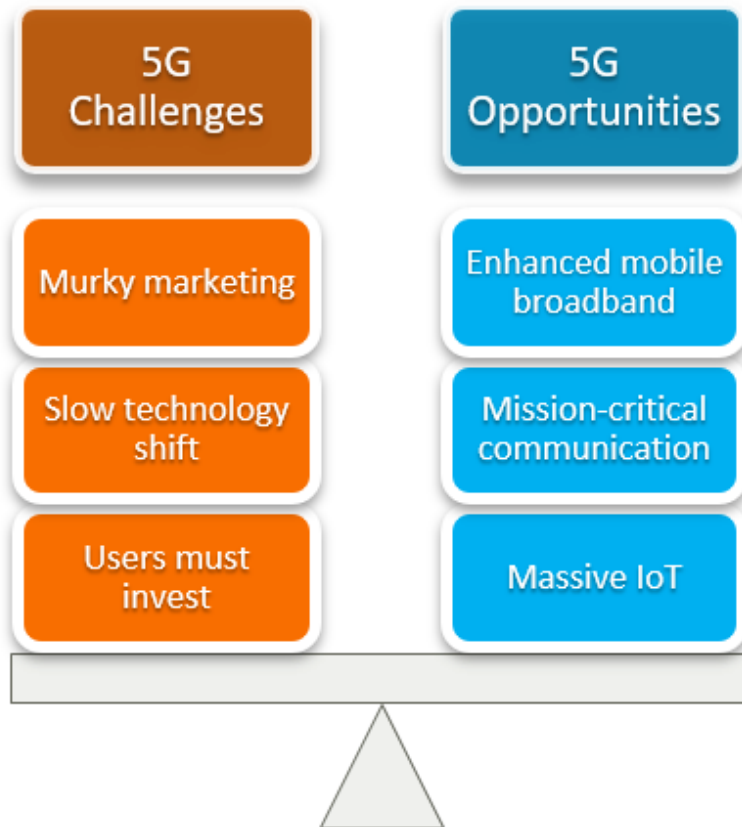 5G
Challenges
Murky marketing
Slow technology
shift
Users must
invest
5G
Opportunities
Enhanced mobile
broadband
Mission-critical
communication
Massive IoT